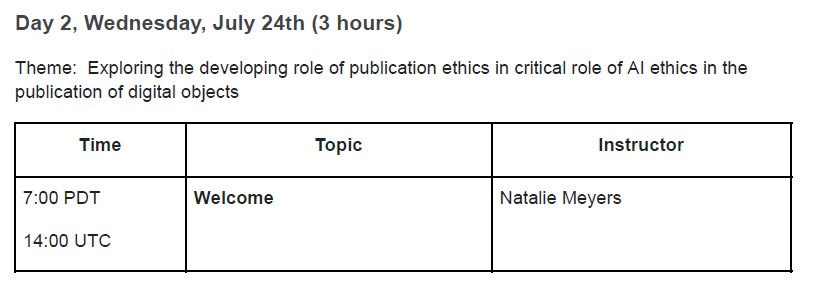 Day 2, Wednesday, July 24th (3 hours)
Theme:  Exploring the developing role of publication ethics in critical role of AI ethics in the
publication of digital objects
Time Topic Instructor
7:00 PDT Welcome Natalie Meyers
14:00 UTC